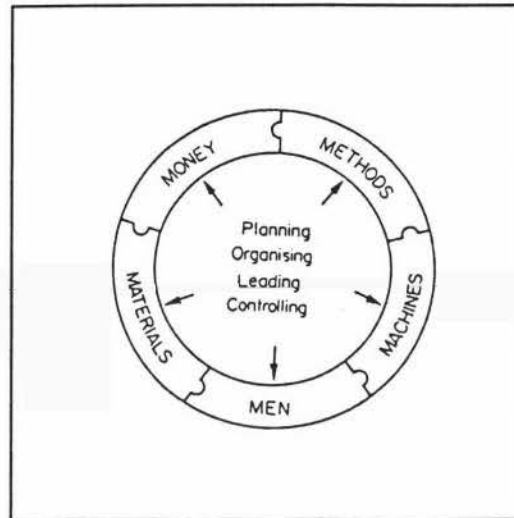 MONEY
METHODS
Planning
Organising
Leading
Controlling
MATERIALS
MACHINES
MEN